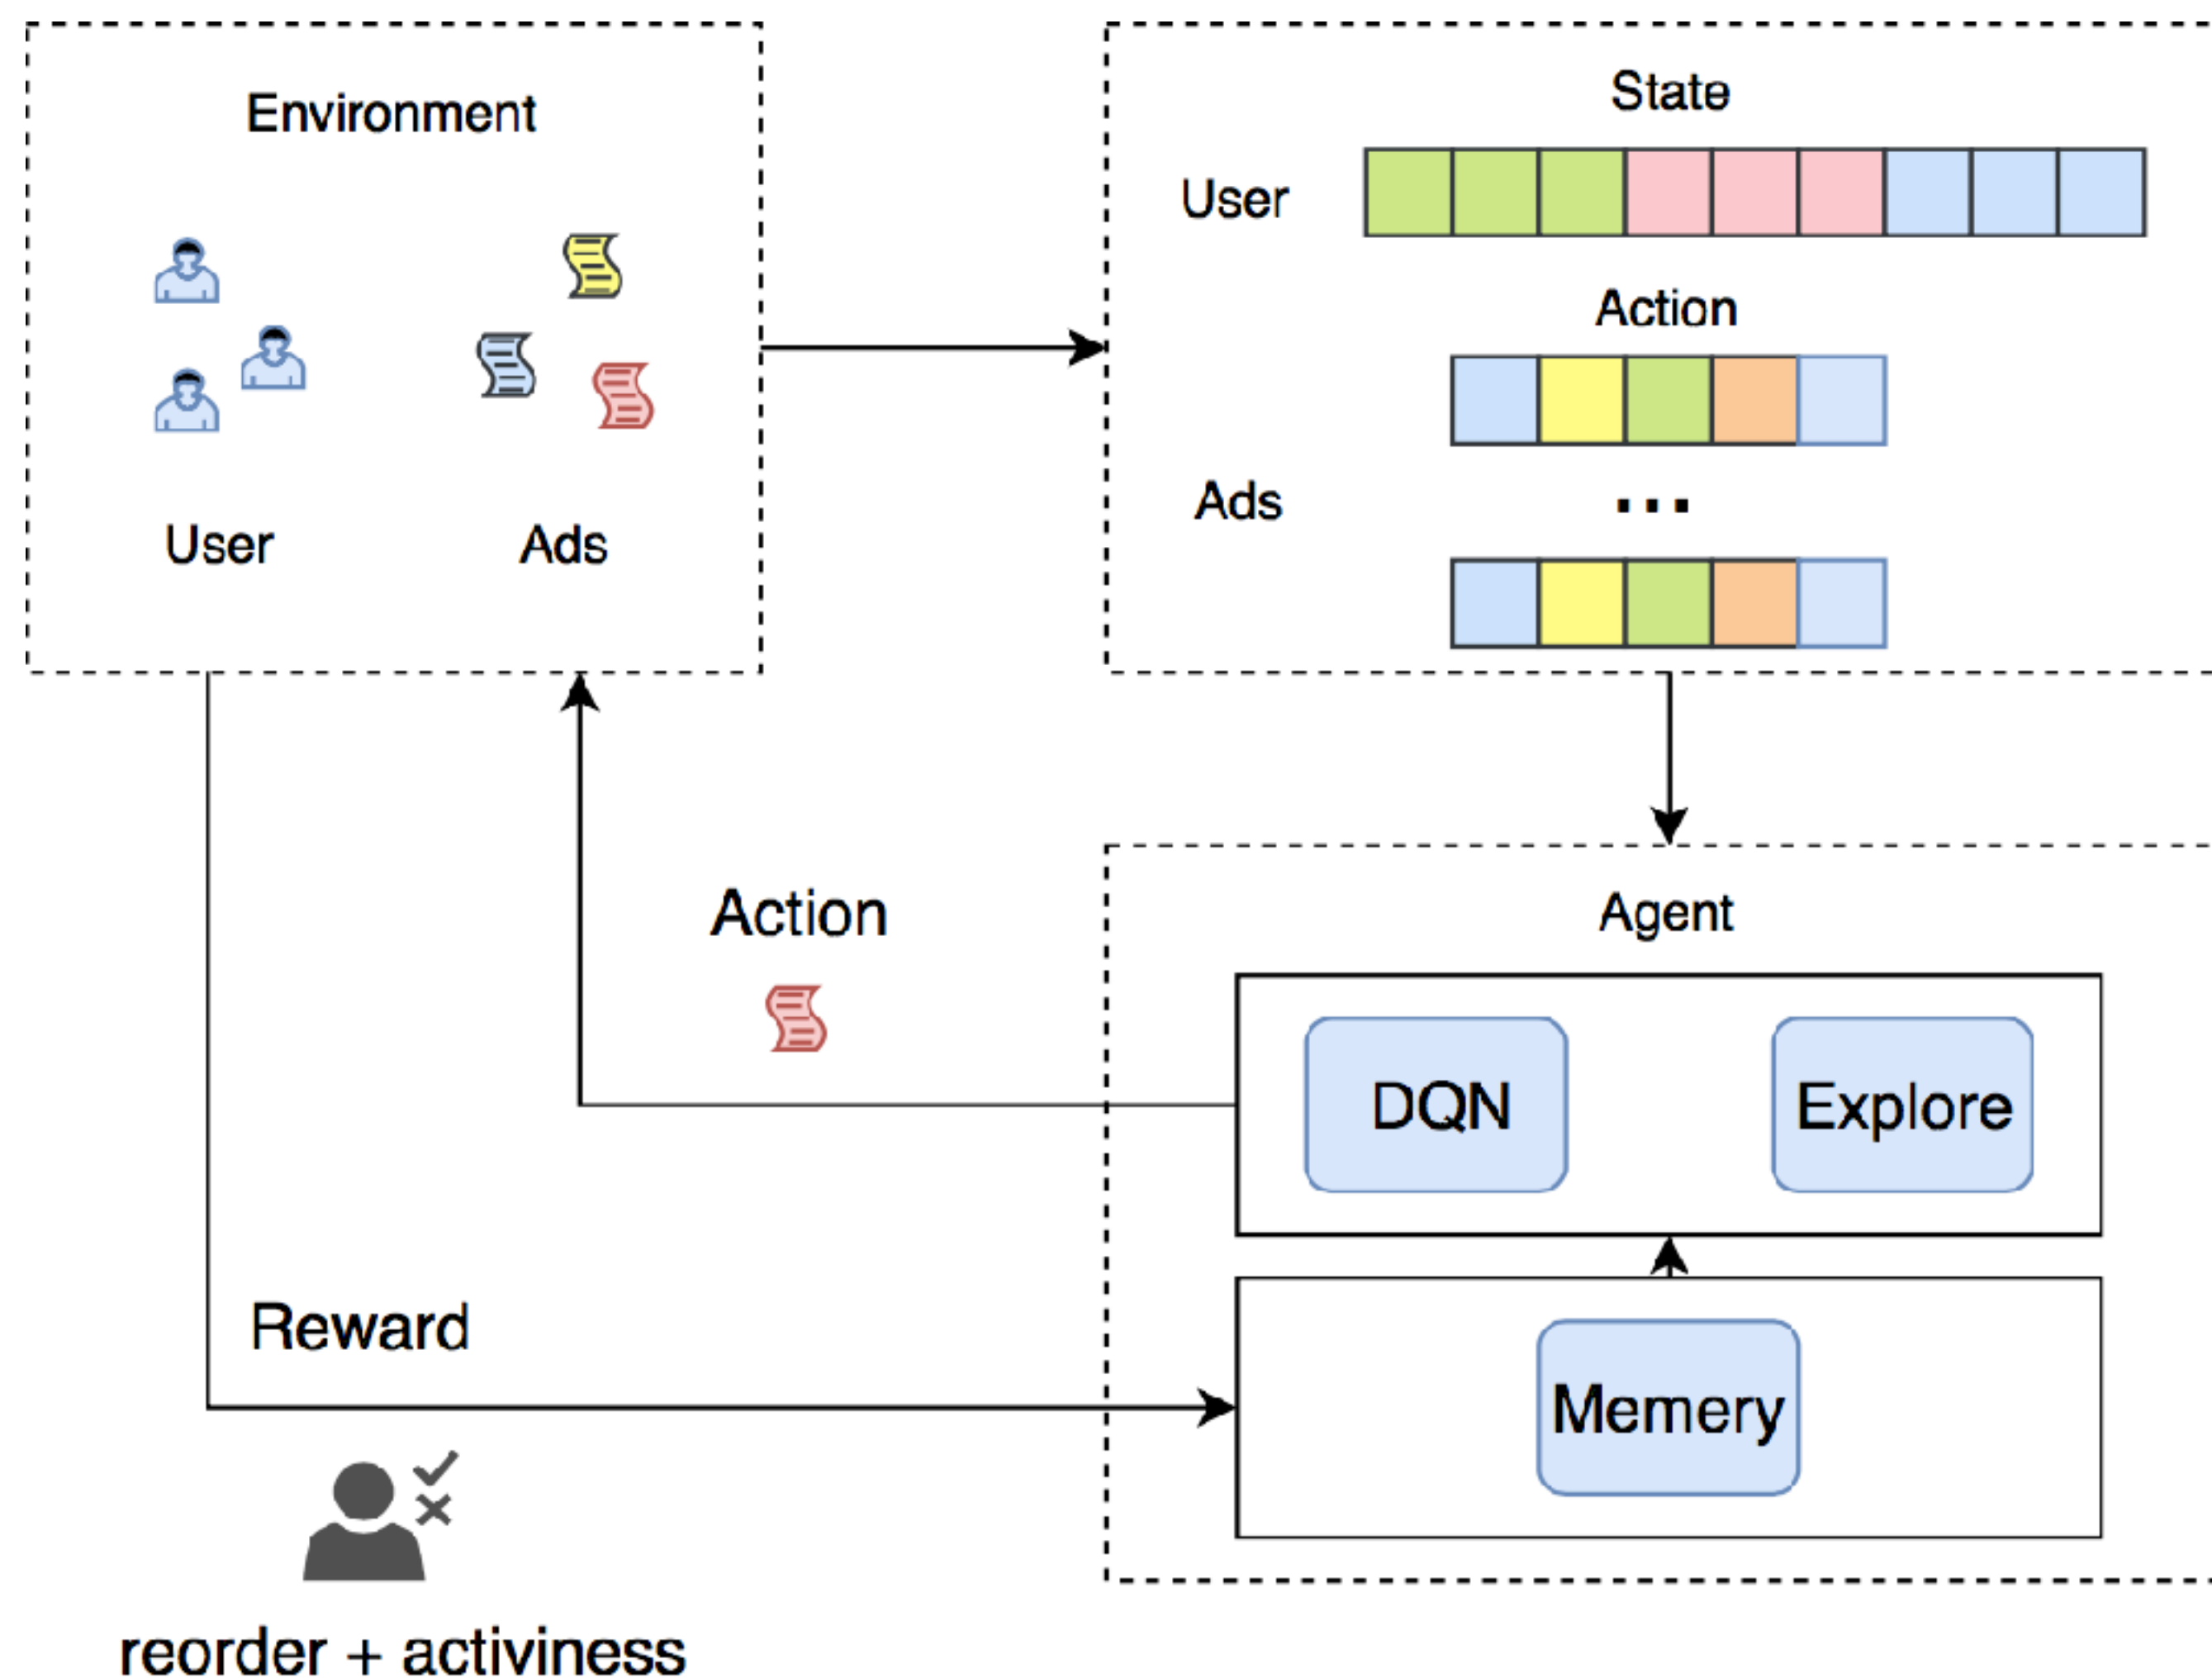 Environment
User
Ads
State
User
Action
Ads
...
Action
Agent
DQN
Explore
Reward
Memery
reorder + activiness